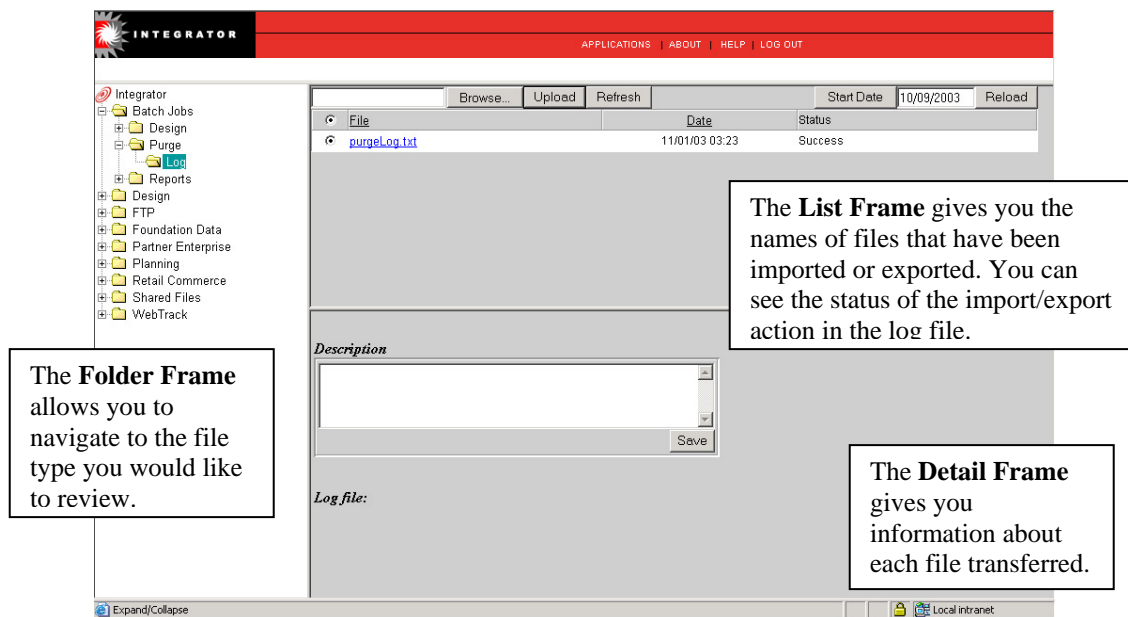 INTEGRATOR
APPLICATIONS | ABOUT | HELP | LOG OUT
Integrator
Batch Jobs
Design
Purge
Log
Reports
Design
FTP
Foundation Data
Partner Enterprise
Planning
Retail Commerce
Shared Files
WebTrack
Browse... Upload Refresh Start Date 10/09/2003 Reload
File Date Status
purgeLog.txt 11/01/03 03:23 Success
The List Frame gives you the
names of files that have been
imported or exported. You can
see the status of the import/export
action in the log file.
Description
Save
The Folder Frame
allows you to
navigate to the file
type you would like
to review.
Log file:
The Detail Frame
gives you
information about
each file transferred.
Expand/Collapse Local intranet